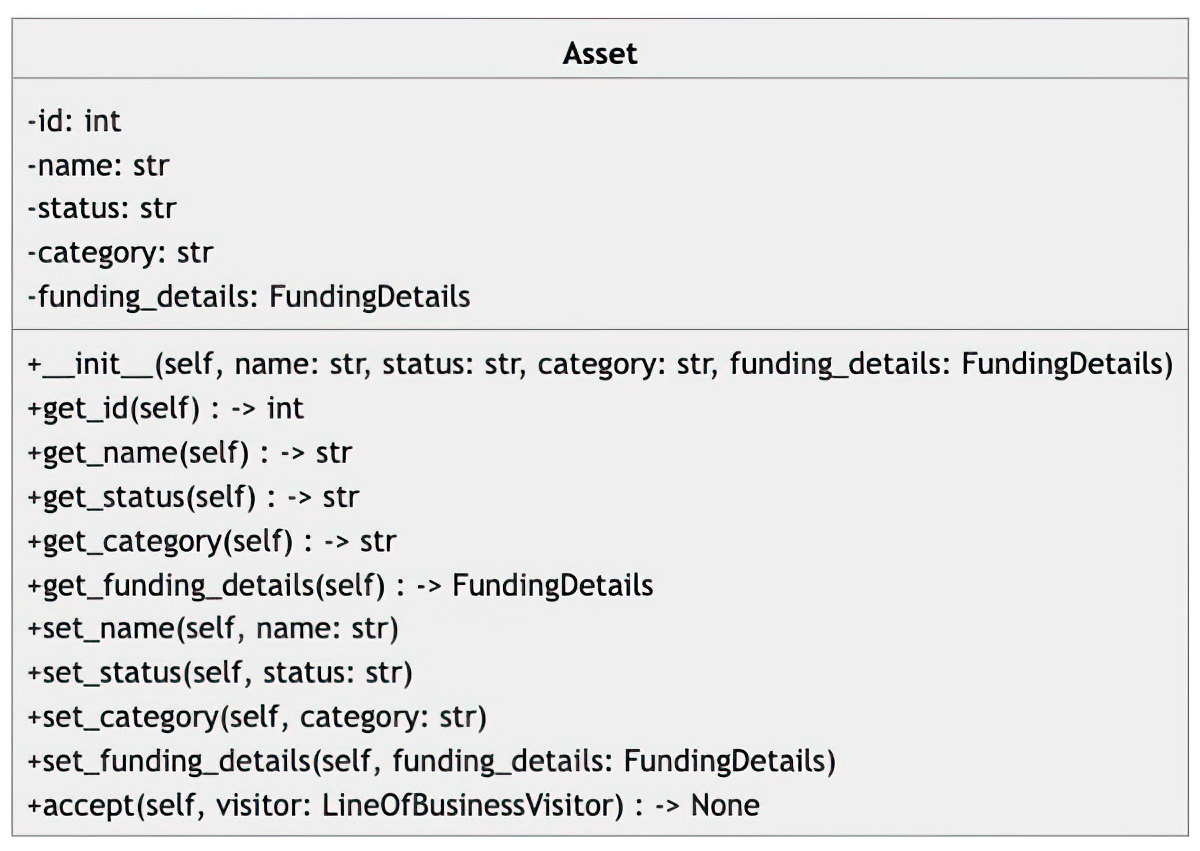 Asset
-id: int
-name: str
-status: str
-category: str
-funding_details: FundingDetails
+__init__(self, name: str, status: str, category: str, funding_details: FundingDetails)
+get_id(self) : -> int
+get_name(self) : -> str
+get_status(self) : -> str
+get_category(self) : -> str
+get_funding_details(self) : -> FundingDetails
+set_name(self, name: str)
+set_status(self, status: str)
+set_category(self, category: str)
+set_funding_details(self, funding_details: FundingDetails)
+accept(self, visitor: LineOfBusinessVisitor) : -> None